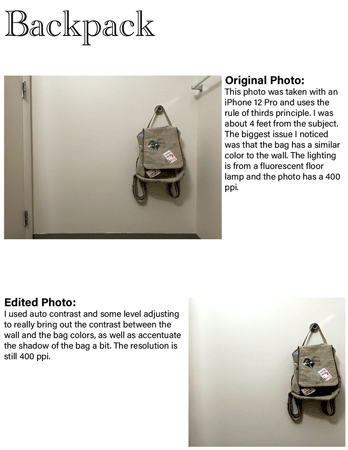 Backpack
Original Photo:
This photo was taken with an
iPhone 12 Pro and uses the
rule of thirds principle. I was
about 4 feet from the subject.
The biggest issue I noticed
was that the bag has a similar
color to the wall. The lighting
is from a fluorescent floor
lamp and the photo has a 400
ppi.
Edited Photo:
I used auto contrast and some level adjusting
to really bring out the contrast between the
wall and the bag colors, as well as accentuate
the shadow of the bag a bit. The resolution is
still 400 ppi.